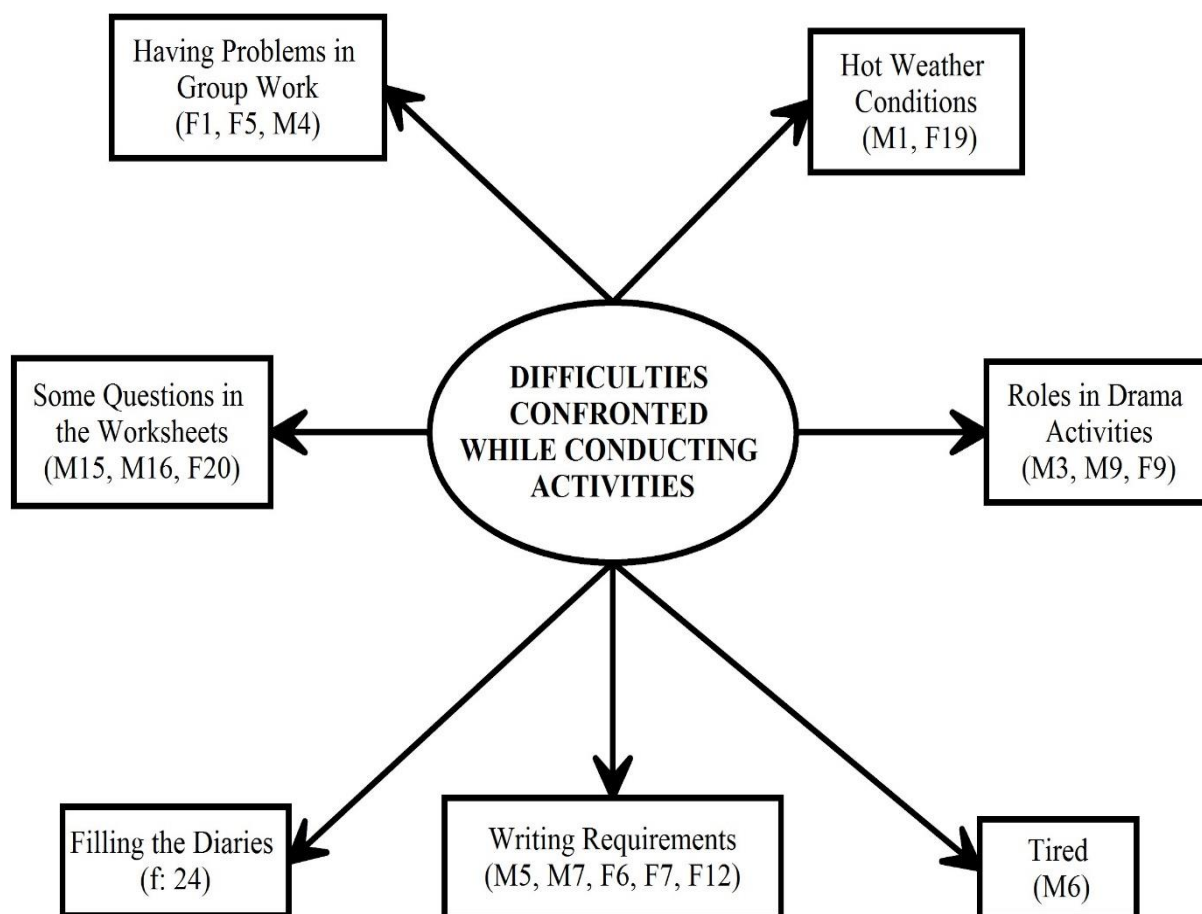 Having Problems in
Group Work
(F1, F5, M4)
Hot Weather
Conditions
(M1, F19)
Some Questions in
the Worksheets
(M15, M16, F20)
DIFFICULTIES
CONFRONTED
WHILE CONDUCTING
ACTIVITIES
Roles in Drama
Activities
(M3, M9, F9)
Filling the Diaries
(f: 24)
Writing Requirements
(M5, M7, F6, F7, F12)
Tired
(M6)